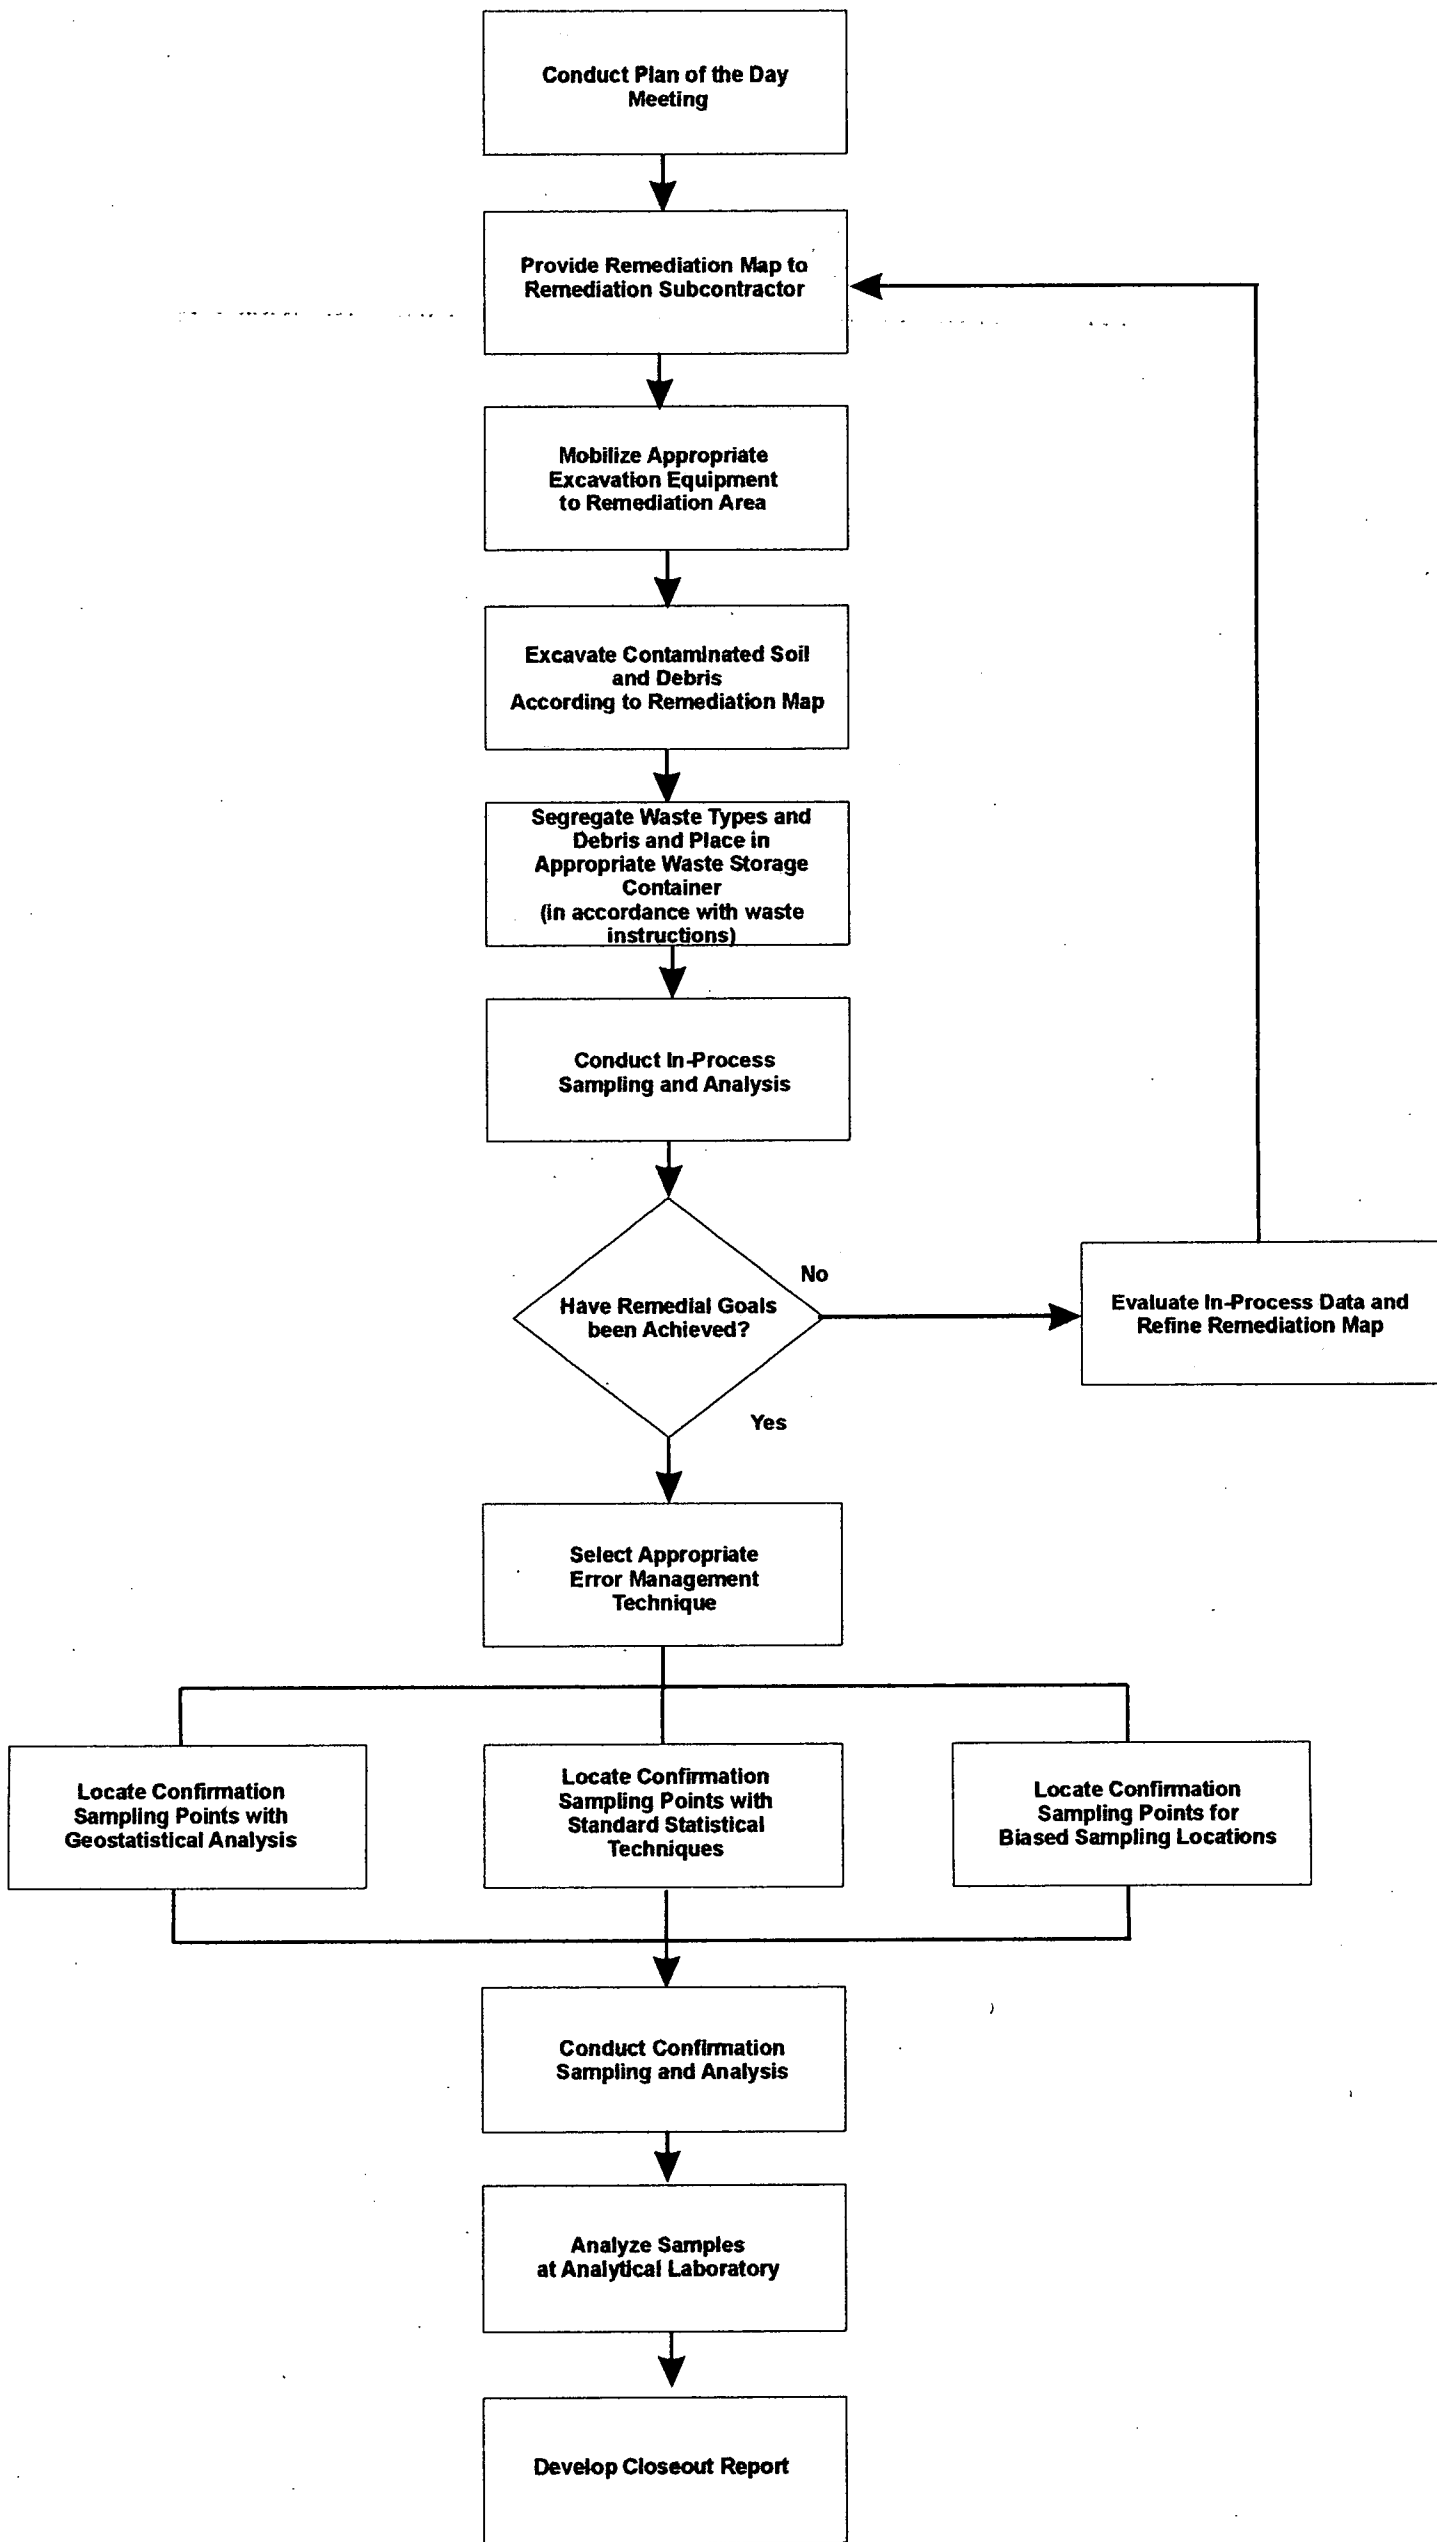 Conduct Plan of the Day
Meeting
Provide Remediation Map to
Remediation Subcontractor
Mobilize Appropriate
Excavation Equipment
to Remediation Area
Excavate Contaminated Soil
and Debris
According to Remediation Map
Segregate Waste Types and
Debris and Place in
Appropriate Waste Storage
Container
(in accordance with waste
instructions)
Conduct In-Process
Sampling and Analysis
Have Remedial Goals
been Achieved?
No
Evaluate In-Process Data and
Refine Remediation Map
Yes
Select Appropriate
Error Management
Technique
Locate Confirmation
Sampling Points with
Geostatistical Analysis
Locate Confirmation
Sampling Points with
Standard Statistical
Techniques
Locate Confirmation
Sampling Points for
Biased Sampling Locations
Conduct Confirmation
Sampling and Analysis
Analyze Samples
at Analytical Laboratory
Develop Closeout Report